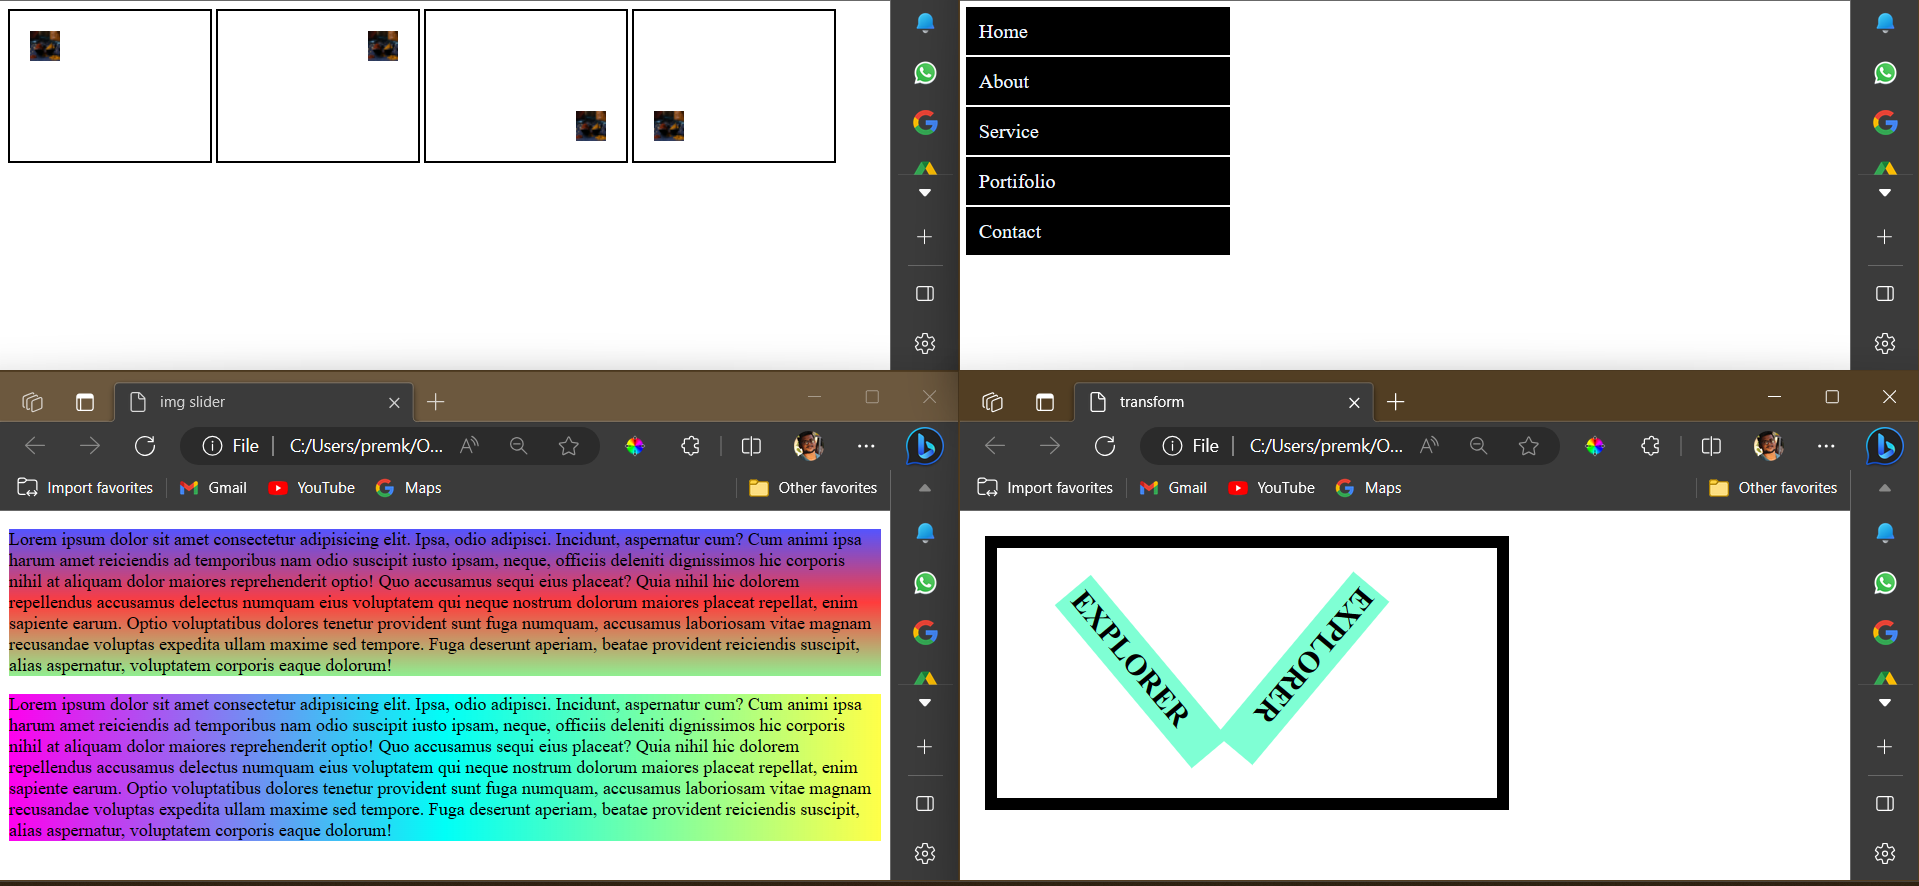 Home
About
Service
Portifolio
Contact
img slider
File
C:/Users/premk/O...
Import favorites
Gmail
YouTube
Maps
Other favorites
Lorem ipsum dolor sit amet consectetur adipisicing elit. Ipsa, odio adipisci. Incidunt, aspernatur cum? Cum animi ipsa
harum amet reiciendis ad temporibus nam odio suscipit iusto ipsam, neque, officiis deleniti dignissimos hic corporis
nihil at aliquam dolor maiores reprehenderit optio! Quo accusamus sequi eius placeat? Quia nihil hic dolorem
repellendus accusamus delectus numquam eius voluptatem qui neque nostrum dolorum maiores placeat repellat, enim
sapiente earum. Optio voluptatibus dolores tenetur provident sunt fuga numquam, accusamus laboriosam vitae magnam
recusandae voluptas expedita ullam maxime sed tempore. Fuga deserunt aperiam, beatae provident reiciendis suscipit,
alias aspernatur, voluptatem corporis eaque dolorum!
Lorem ipsum dolor sit amet consectetur adipisicing elit. Ipsa, odio adipisci. Incidunt, aspernatur cum? Cum animi ipsa
harum amet reiciendis ad temporibus nam odio suscipit iusto ipsam, neque, officiis deleniti dignissimos hic corporis
nihil at aliquam dolor maiores reprehenderit optio! Quo accusamus sequi eius placeat? Quia nihil hic dolorem
repellendus accusamus delectus numquam eius voluptatem qui neque nostrum dolorum maiores placeat repellat, enim
sapiente earum. Optio voluptatibus dolores tenetur provident sunt fuga numquam, accusamus laboriosam vitae magnam
recusandae voluptas expedita ullam maxime sed tempore. Fuga deserunt aperiam, beatae provident reiciendis suscipit,
alias aspernatur, voluptatem corporis eaque dolorum!
transform
File
C:/Users/premk/O...
Import favorites
Gmail
YouTube
Maps
Other favorites
EXPLORER
EXPLORER